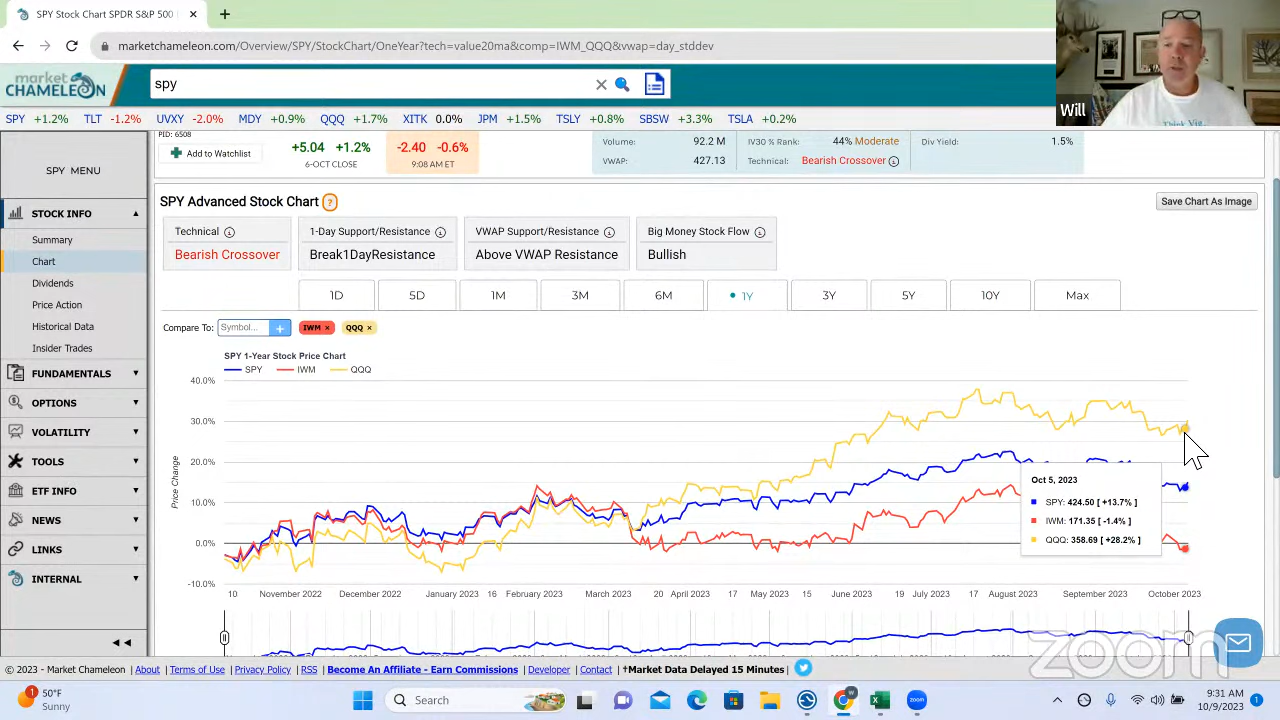 SPY Stock Chart SPDR S&P 500
marketchameleon.com/Overview/SPY/StockChart/OneYear?tech=value20ma&comp=IWM_QQQ&vwap=day_stddev
market CHAMELEON
spy
Will
Think
SPY +1.2% TLT -1.2% UVXY -2.0% MDY +0.9% QQQ +1.7% XITK 0.0% JPM +1.5% TSLY +0.8% SBSW +3.3% TSLA +0.2%
PID: 6508
Add to Watchlist
+5.04 +1.2%
6-OCT CLOSE
-2.40 -0.6%
9:08 AM ET
Volume: 92.2 M
VWAP: 427.13
IV30 % Rank: 44% Moderate
Technical: Bearish Crossover
Div Yield: 1.5%
SPY MENU
STOCK INFO
Summary
Chart
Dividends
Price Action
Historical Data
Insider Trades
FUNDAMENTALS
OPTIONS
VOLATILITY
TOOLS
ETF INFO
NEWS
LINKS
INTERNAL
SPY Advanced Stock Chart ?
Save Chart As Image
Technical
Bearish Crossover
1-Day Support/Resistance
Break1DayResistance
VWAP Support/Resistance
Above VWAP Resistance
Big Money Stock Flow
Bullish
1D 5D 1M 3M 6M 1Y 3Y 5Y 10Y Max
Compare To: Symbol... + IWM × QQQ ×
SPY 1-Year Stock Price Chart
SPY IWM QQQ
40.0%
30.0%
20.0%
10.0%
0.0%
-10.0%
Price Change
Oct 5, 2023
SPY: 424.50 [ +13.7% ]
IWM: 171.35 [ -1.4% ]
QQQ: 358.69 [ +28.2% ]
10 November 2022 December 2022 January 2023 February 2023 March 2023 20 April 2023 17 May 2023 15 June 2023 19 July 2023 17 August 2023 September 2023 October 2023
zoom
© 2023 - Market Chameleon | About | Terms of Use | Privacy Policy | RSS | Become An Affiliate - Earn Commissions | Developer | Contact | †Market Data Delayed 15 Minutes |
1
50°F
Sunny
Search
W
zoom
9:31 AM
10/9/2023
1